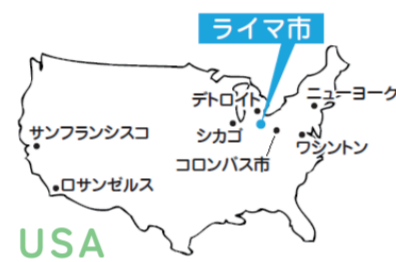 ライマ市
デトロイト
ニューヨーク
サンフランシスコ
シカゴ
ワシントン
コロンバス市
ロサンゼルス
USA